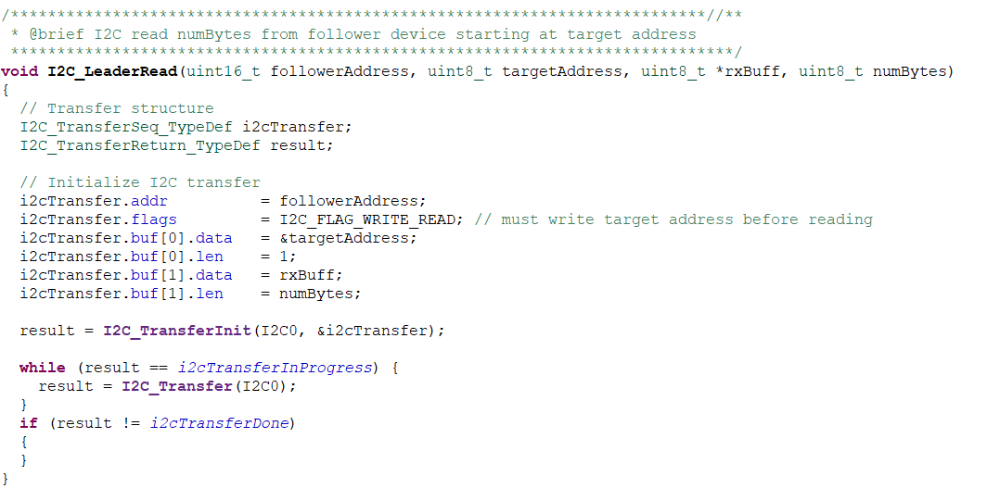 /***************************************************************************//**
 * @brief I2C read numBytes from follower device starting at target address
 ******************************************************************************/
void I2C_LeaderRead(uint16_t followerAddress, uint8_t targetAddress, uint8_t *rxBuff, uint8_t numBytes)
{
  // Transfer structure
  I2C_TransferSeq_TypeDef i2cTransfer;
  I2C_TransferReturn_TypeDef result;

  // Initialize I2C transfer
  i2cTransfer.addr          = followerAddress;
  i2cTransfer.flags         = I2C_FLAG_WRITE_READ; // must write target address before reading
  i2cTransfer.buf[0].data   = &targetAddress;
  i2cTransfer.buf[0].len    = 1;
  i2cTransfer.buf[1].data   = rxBuff;
  i2cTransfer.buf[1].len    = numBytes;

  result = I2C_TransferInit(I2C0, &i2cTransfer);

  while (result == i2cTransferInProgress) {
    result = I2C_Transfer(I2C0);
  }
  if (result != i2cTransferDone)
  {
  }
}